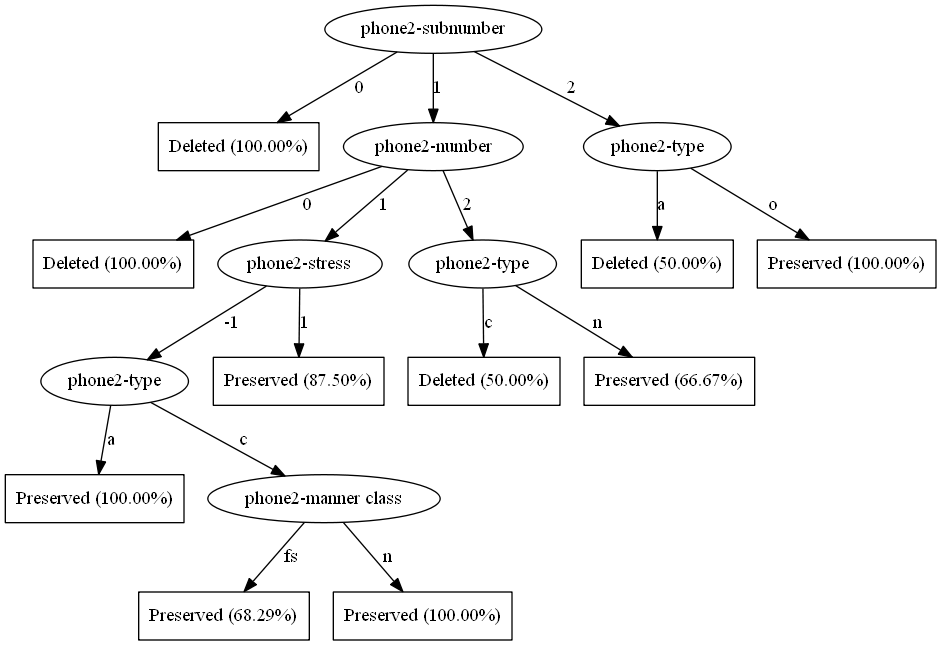 phone2-subnumber
0
1
2
Deleted (100.00%)
phone2-number
phone2-type
0
1
2
a
o
Deleted (100.00%)
phone2-stress
phone2-type
Deleted (50.00%)
Preserved (100.00%)
-1
1
c
n
phone2-type
Preserved (87.50%)
Deleted (50.00%)
Preserved (66.67%)
a
c
Preserved (100.00%)
phone2-manner class
fs
n
Preserved (68.29%)
Preserved (100.00%)